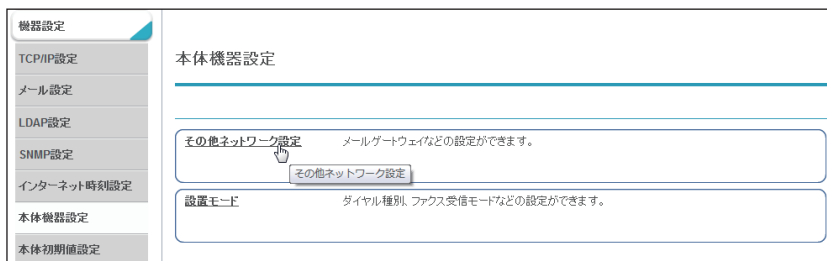 機器設定
TCP/IP設定
メール設定
LDAP設定
SNMP設定
インターネット時刻設定
本体機器設定
本体初期値設定
本体機器設定
その他ネットワーク設定 メールゲートウェイなどの設定ができます。
その他ネットワーク設定
設置モード ダイヤル種別、ファクス受信モードなどの設定ができます。